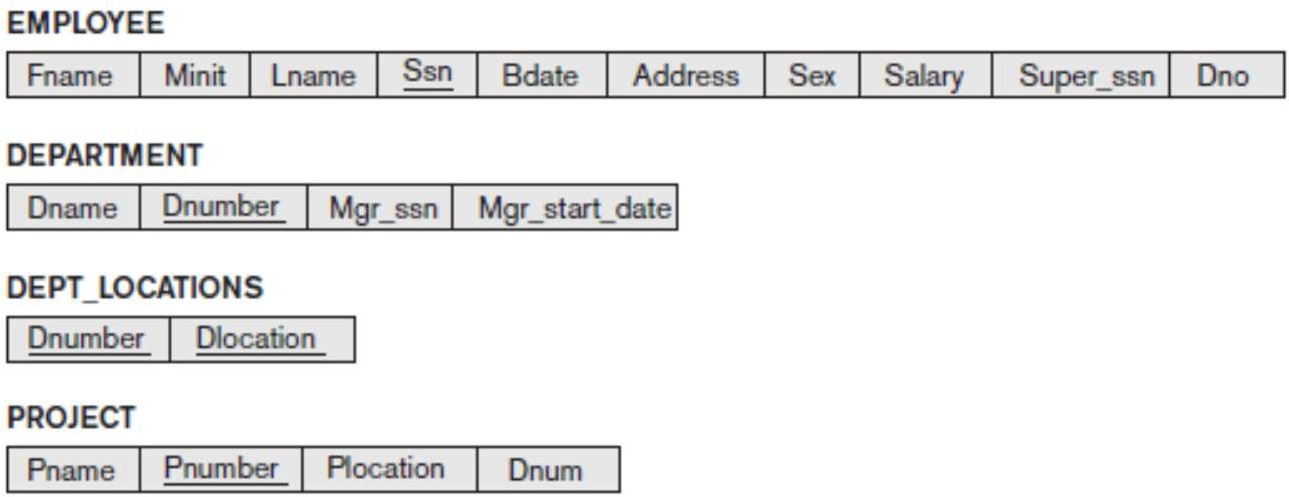 EMPLOYEE
Fname Minit Lname Ssn Bdate Address Sex Salary Super_ssn Dno
DEPARTMENT
Dname Dnumber Mgr_ssn Mgr_start_date
DEPT_LOCATIONS
Dnumber Dlocation
PROJECT
Pname Pnumber Plocation Dnum